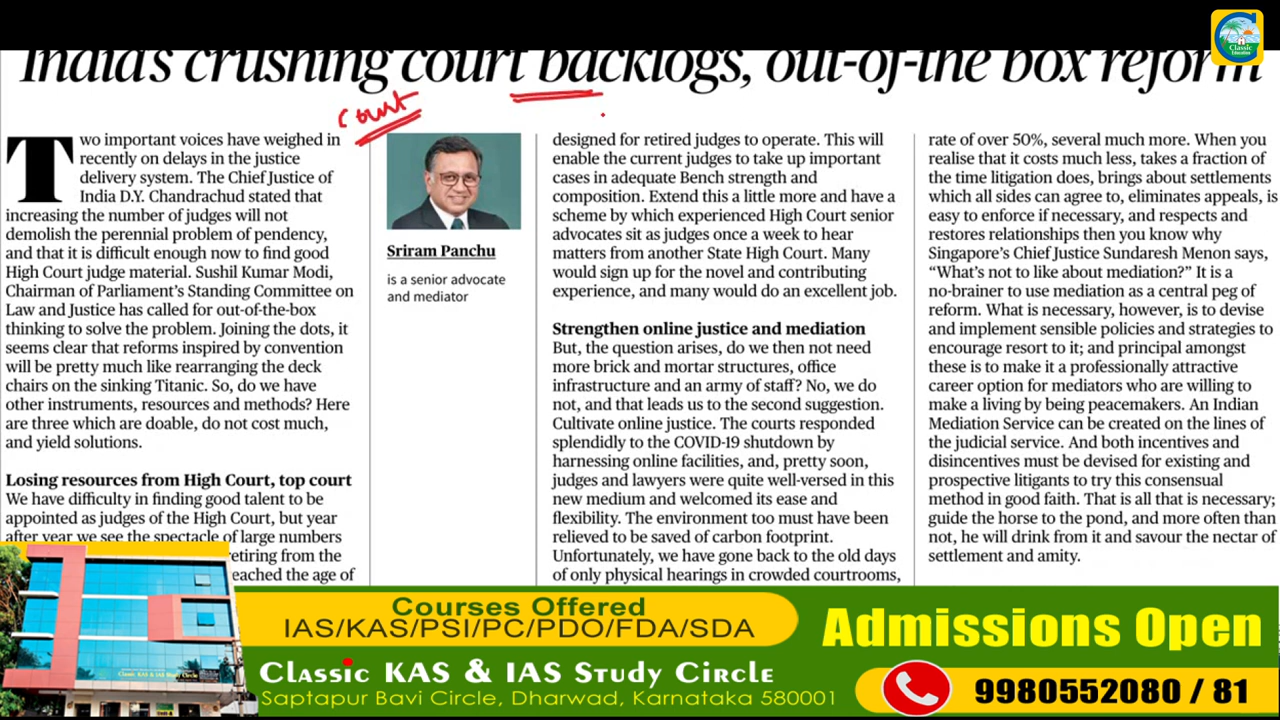 Classic
Education
India's crushing court backlogs, out-of-the box reform
court
Two important voices have weighed in
recently on delays in the justice
delivery system. The Chief Justice of
India D.Y. Chandrachud stated that
increasing the number of judges will not
demolish the perennial problem of pendency,
and that it is difficult enough now to find good
High Court judge material. Sushil Kumar Modi,
Chairman of Parliament's Standing Committee on
Law and Justice has called for out-of-the-box
thinking to solve the problem. Joining the dots, it
seems clear that reforms inspired by convention
will be pretty much like rearranging the deck
chairs on the sinking Titanic. So, do we have
other instruments, resources and methods? Here
are three which are doable, do not cost much,
and yield solutions.
Losing resources from High Court, top court
We have difficulty in finding good talent to be
appointed as judges of the High Court, but year
after year we see the spectacle of large numbers
retiring from the
reached the age of
Sriram Panchu
is a senior advocate
and mediator
designed for retired judges to operate. This will
enable the current judges to take up important
cases in adequate Bench strength and
composition. Extend this a little more and have a
scheme by which experienced High Court senior
advocates sit as judges once a week to hear
matters from another State High Court. Many
would sign up for the novel and contributing
experience, and many would do an excellent job.
Strengthen online justice and mediation
But, the question arises, do we then not need
more brick and mortar structures, office
infrastructure and an army of staff? No, we do
not, and that leads us to the second suggestion.
Cultivate online justice. The courts responded
splendidly to the COVID-19 shutdown by
harnessing online facilities, and, pretty soon,
judges and lawyers were quite well-versed in this
new medium and welcomed its ease and
flexibility. The environment too must have been
relieved to be saved of carbon footprint.
Unfortunately, we have gone back to the old days
of only physical hearings in crowded courtrooms,
rate of over 50%, several much more. When you
realise that it costs much less, takes a fraction of
the time litigation does, brings about settlements
which all sides can agree to, eliminates appeals, is
easy to enforce if necessary, and respects and
restores relationships then you know why
Singapore's Chief Justice Sundaresh Menon says,
“What's not to like about mediation?” It is a
no-brainer to use mediation as a central peg of
reform. What is necessary, however, is to devise
and implement sensible policies and strategies to
encourage resort to it; and principal amongst
these is to make it a professionally attractive
career option for mediators who are willing to
make a living by being peacemakers. An Indian
Mediation Service can be created on the lines of
the judicial service. And both incentives and
disincentives must be devised for existing and
prospective litigants to try this consensual
method in good faith. That is all that is necessary;
guide the horse to the pond, and more often than
not, he will drink from it and savour the nectar of
settlement and amity.
Courses Offered
IAS/KAS/PSI/PC/PDO/FDA/SDA
Classic KAS & IAS Study Circle
Saptapur Bavi Circle, Dharwad, Karnataka 580001
Admissions Open
9980552080 / 81